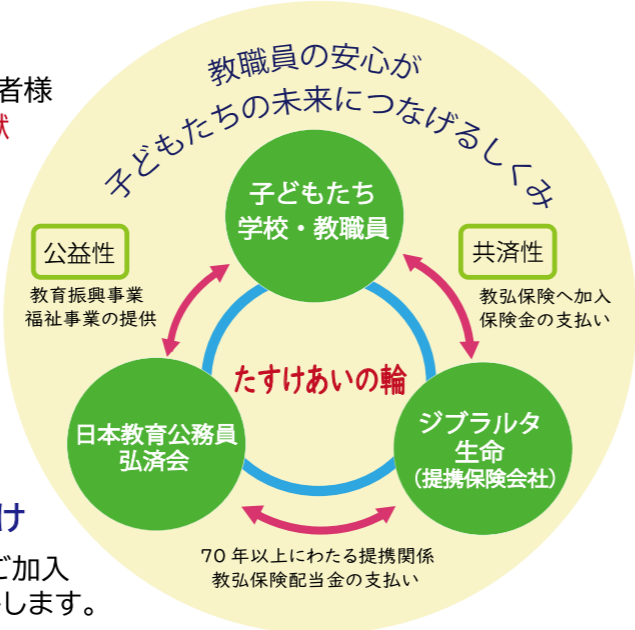 教職員の安心が
子どもたちの未来につなげるしくみ
者様
献
子どもたち
学校・教職員
公益性
教育振興事業
福祉事業の提供
共済性
教弘保険へ加入
保険金の支払い
たすけあいの輪
日本教育公務員
弘済会
ジブラルタ
生命
(提携保険会社)
70年以上にわたる提携関係
教弘保険配当金の支払い
け
ご加入
します。